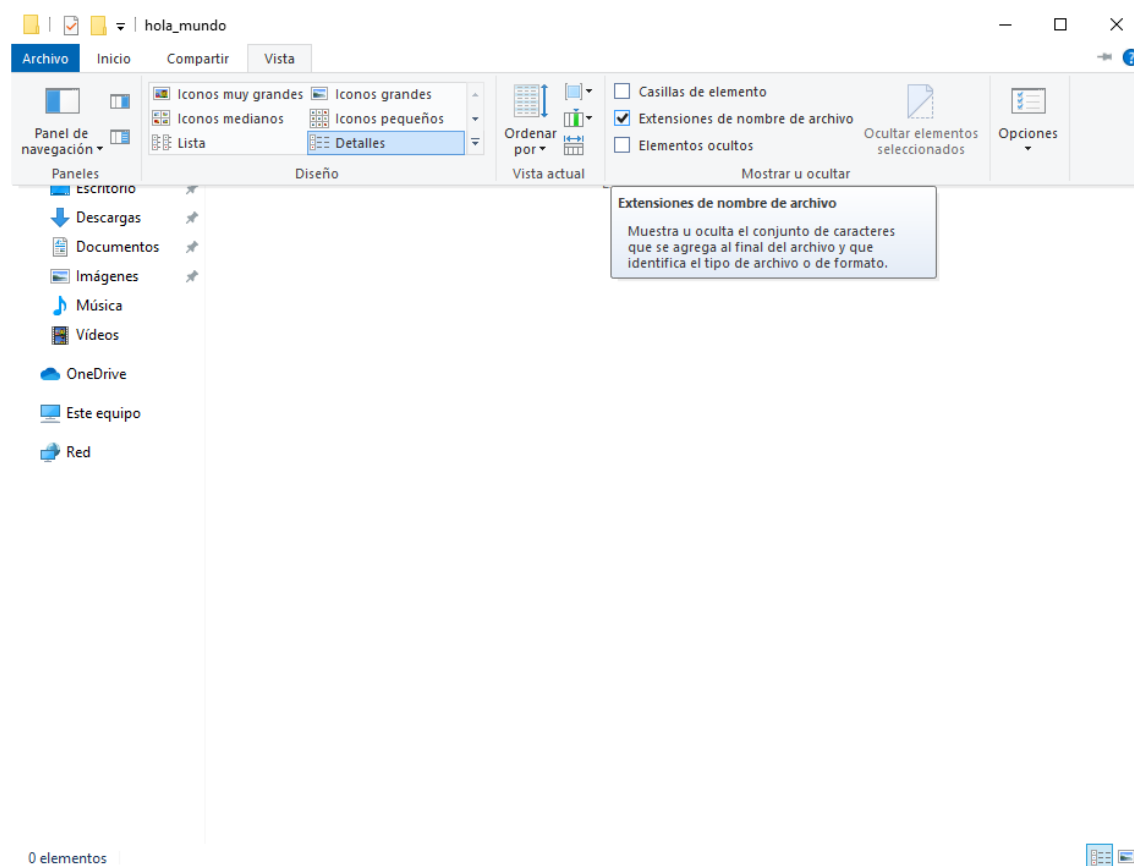 hola_mundo
Archivo Inicio Compartir Vista
Iconos muy grandes Iconos grandes
Iconos medianos Iconos pequeños
Lista Detalles
Panel de
navegación
Ordenar
por
Casillas de elemento
Extensiones de nombre de archivo
Elementos ocultos
Ocultar elementos
seleccionados
Opciones
Paneles Diseño Vista actual Mostrar u ocultar
Escritorio
Descargas
Documentos
Imágenes
Música
Vídeos
OneDrive
Este equipo
Red
Extensiones de nombre de archivo
Muestra u oculta el conjunto de caracteres
que se agrega al final del archivo y que
identifica el tipo de archivo o de formato.
0 elementos